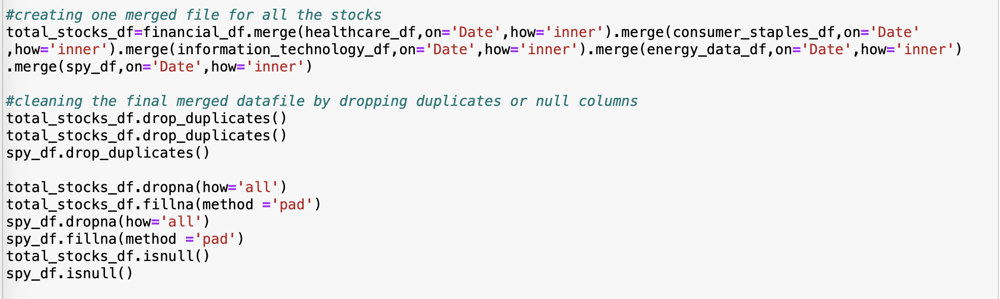 #creating one merged file for all the stocks
total_stocks_df=financial_df.merge(healthcare_df,on='Date',how='inner').merge(consumer_staples_df,on='Date'
,how='inner').merge(information_technology_df,on='Date',how='inner').merge(energy_data_df,on='Date',how='inner')
.merge(spy_df,on='Date',how='inner')
#cleaning the final merged datafile by dropping duplicates or null columns
total_stocks_df.drop_duplicates()
total_stocks_df.drop_duplicates()
spy_df.drop_duplicates()
total_stocks_df.dropna(how='all')
total_stocks_df.fillna(method ='pad')
spy_df.dropna(how='all')
spy_df.fillna(method ='pad')
total_stocks_df.isnull()
spy_df.isnull()